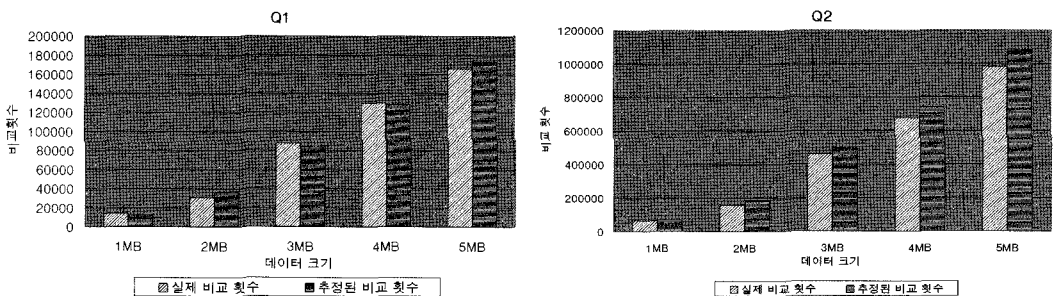 Q1
200000
180000
160000
140000
120000
100000
80000
60000
40000
20000
0
비교횟수
1MB 2MB 3MB 4MB 5MB
데이터 크기
실제 비교 횟수 추정된 비교 횟수
Q2
1200000
1000000
800000
600000
400000
200000
0
비교횟수
1MB 2MB 3MB 4MB 5MB
데이터 크기
실제 비교 횟수 추정된 비교 횟수